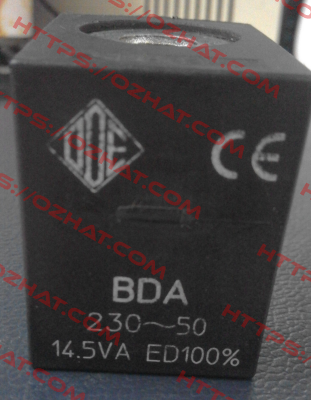 ODE CE
BDA
230~50
14.5VA ED100%
HTTPS://OZHAT.COM